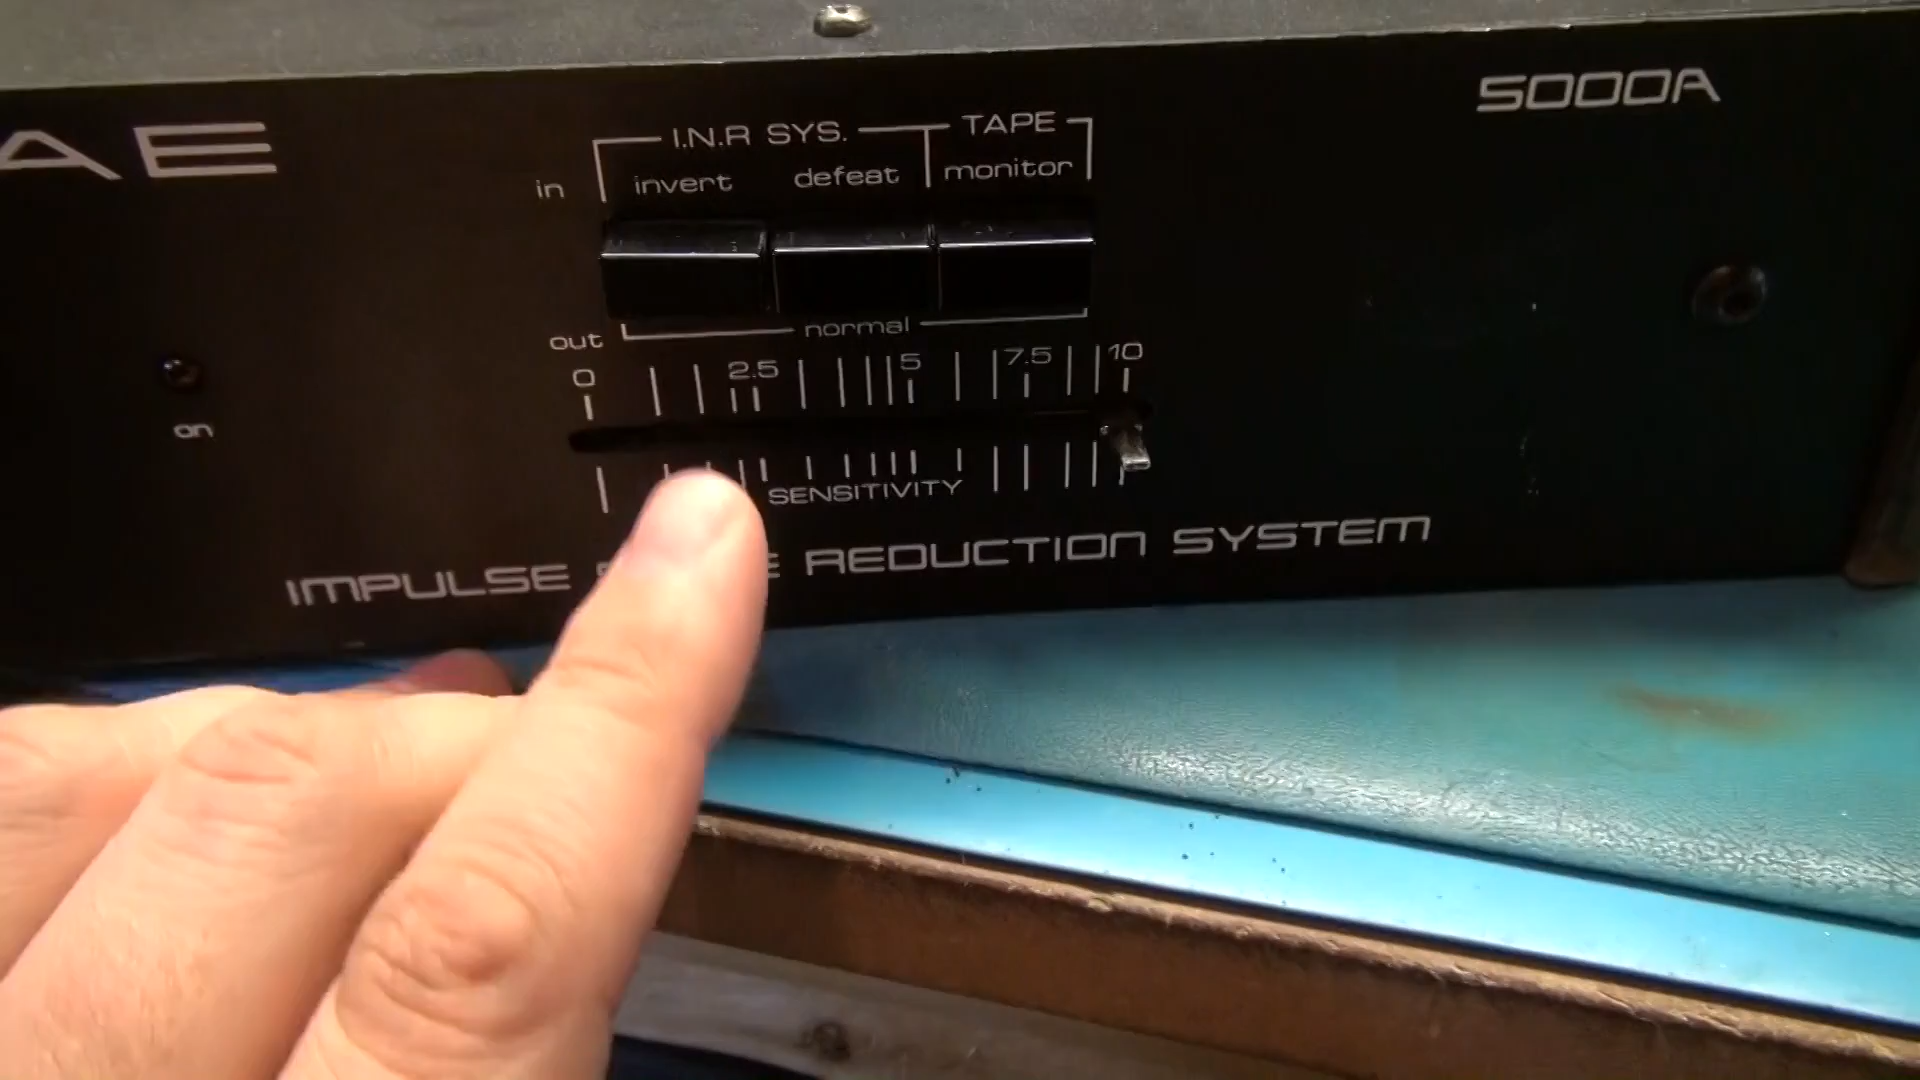 AE
5000A
I.N.R SYS. TAPE
in invert defeat monitor
out normal
0 2.5 5 7.5 10
on
SENSITIVITY
IMPULSE REDUCTION SYSTEM